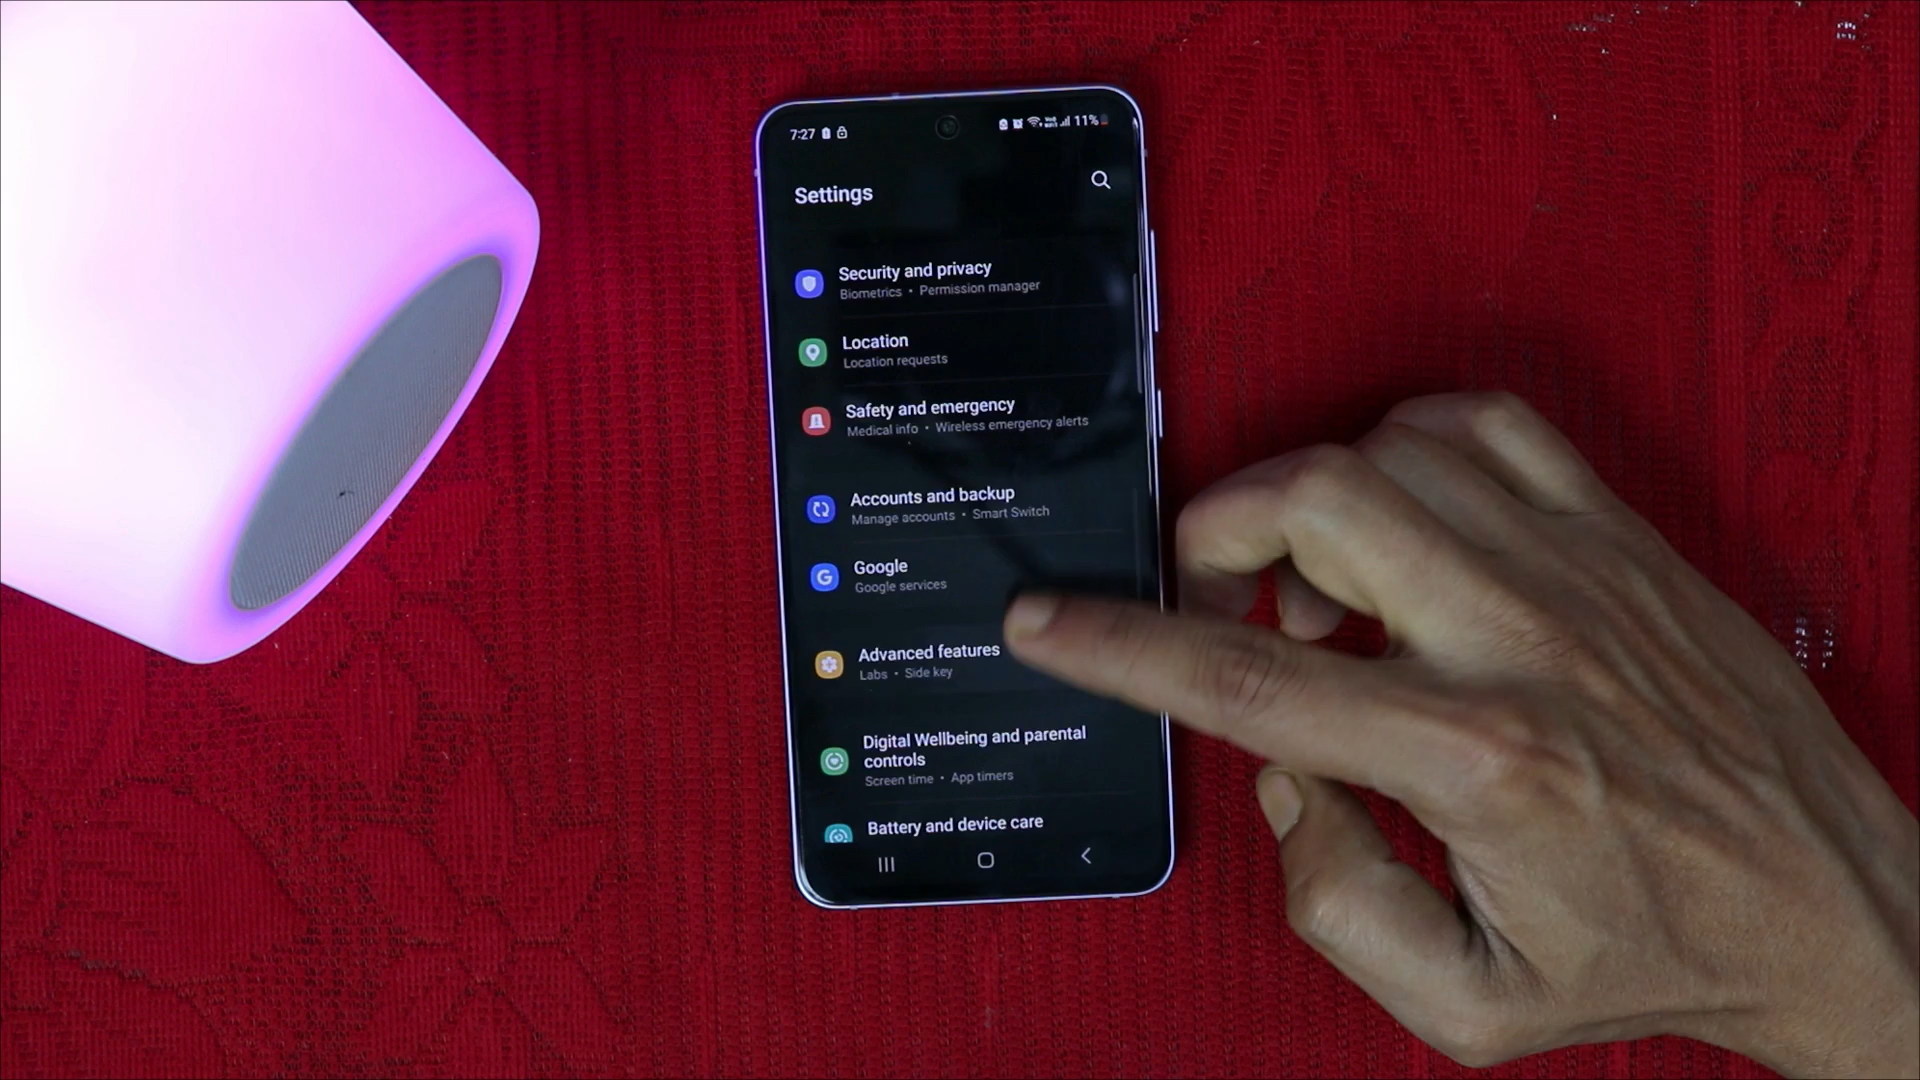 7:27
11%
Settings
Security and privacy
Biometrics • Permission manager
Location
Location requests
Safety and emergency
Medical info • Wireless emergency alerts
Accounts and backup
Manage accounts • Smart Switch
Google
Google services
Advanced features
Labs • Side key
Digital Wellbeing and parental
controls
Screen time • App timers
Battery and device care